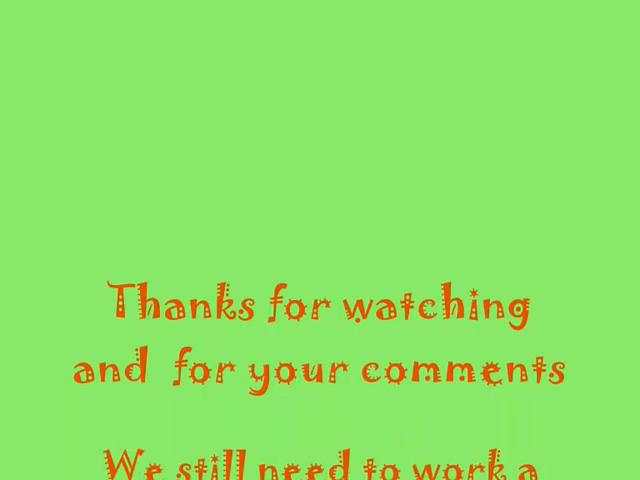 Thanks for watching
and for your comments
We still need to work a